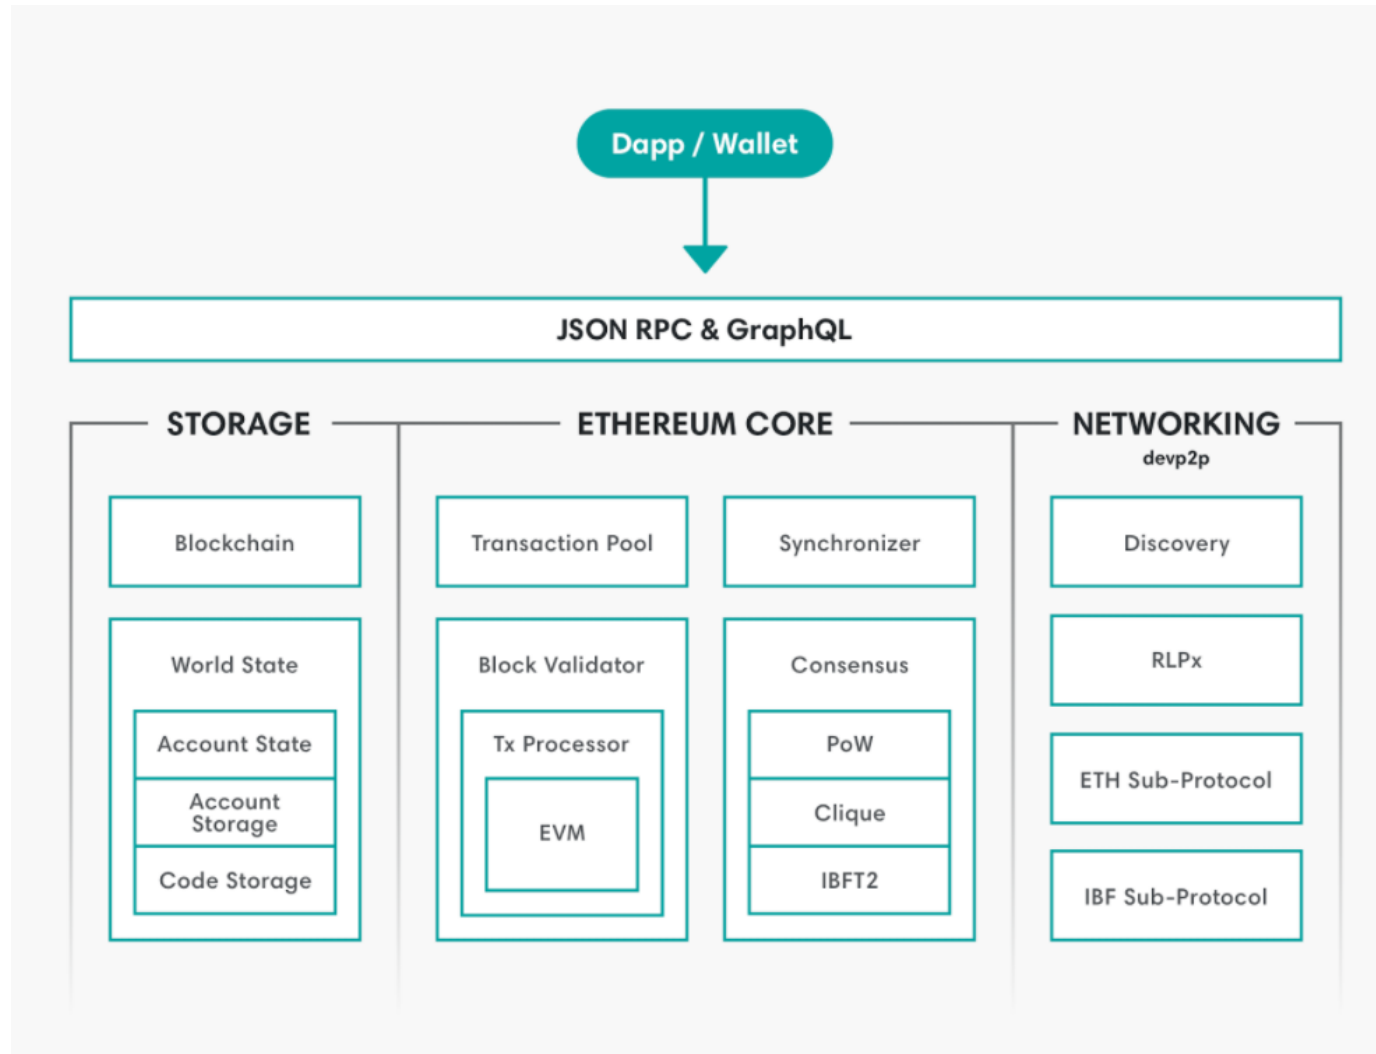 Dapp / Wallet
JSON RPC & GraphQL
STORAGE
Blockchain
World State
Account State
Account
Storage
Code Storage
ETHEREUM CORE
Transaction Pool
Synchronizer
Block Validator
Tx Processor
EVM
Consensus
PoW
Clique
IBFT2
NETWORKING
devp2p
Discovery
RLPx
ETH Sub-Protocol
IBF Sub-Protocol